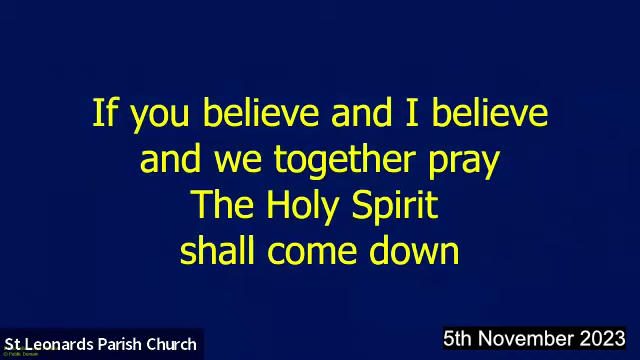 If you believe and I believe
and we together pray
The Holy Spirit
shall come down
St Leonards Parish Church
5th November 2023